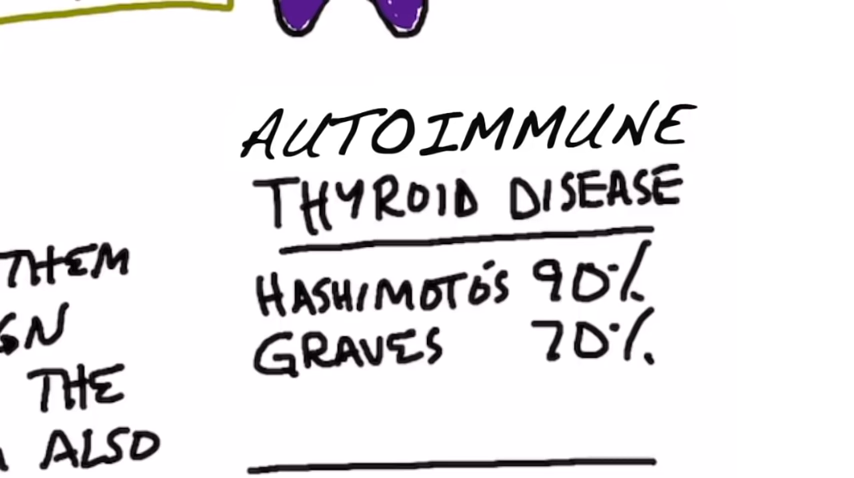 AUTOIMMUNE
THYROID DISEASE
HASHIMOTO'S 90%
GRAVES 70%
THEM
THE
ALSO